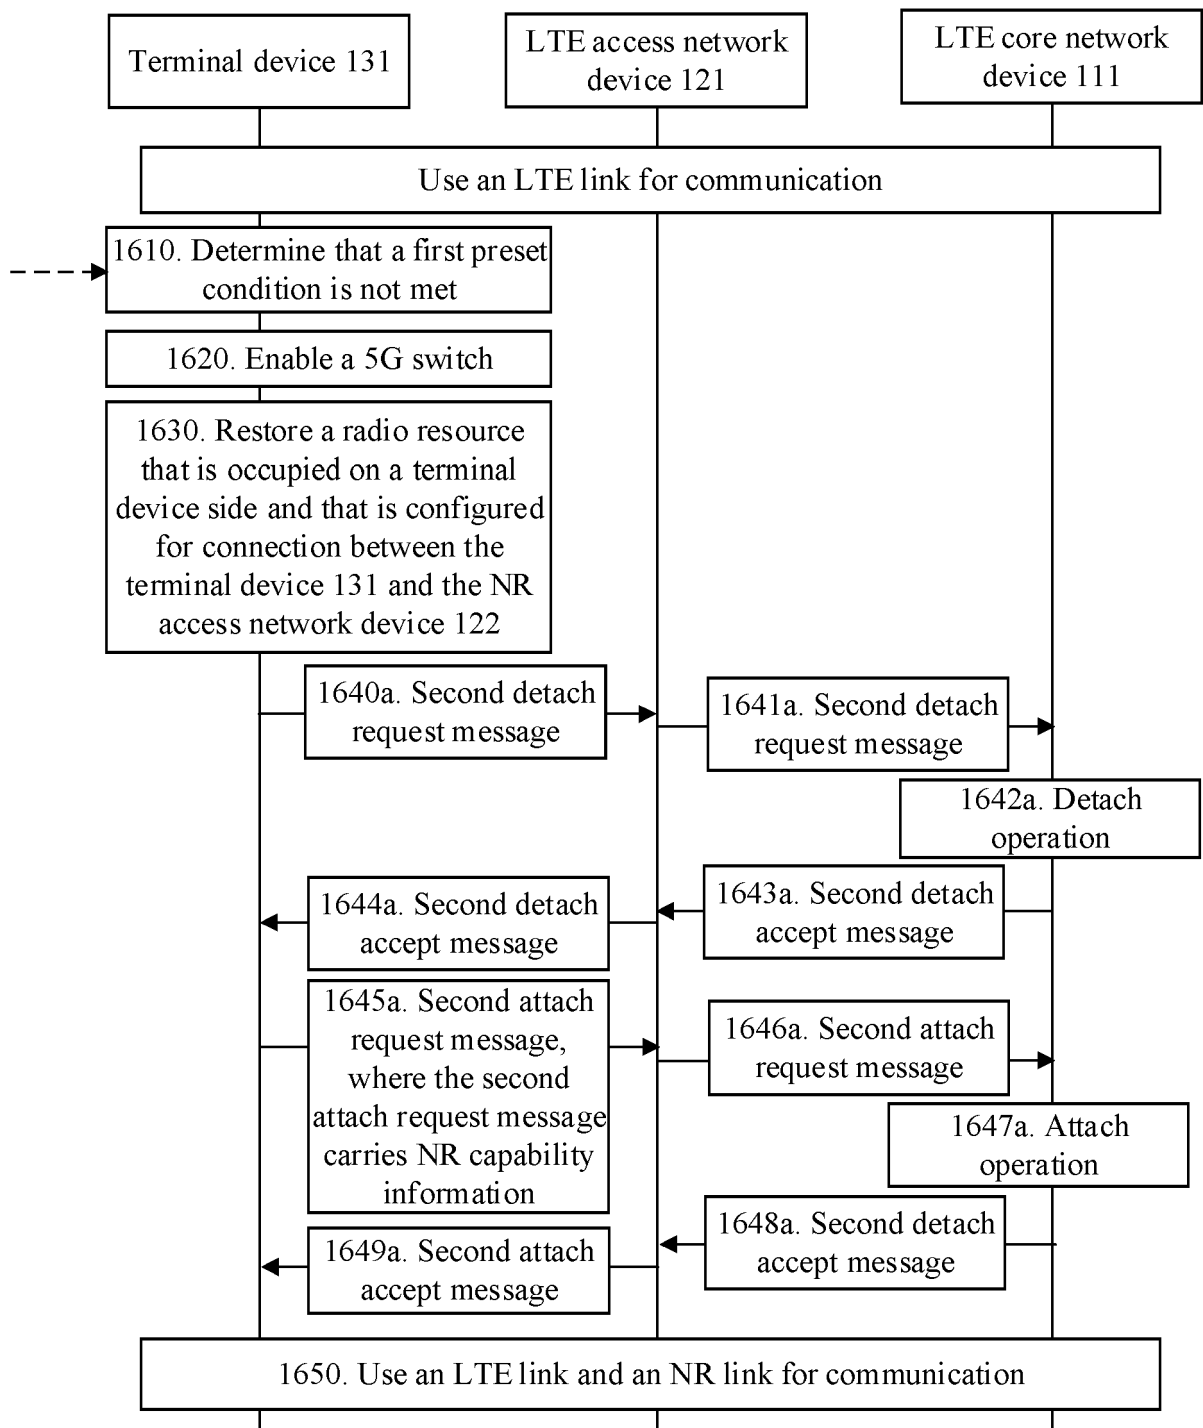 Terminal device 131
LTE access network
device 121
LTE core network
device 111
Use an LTE link for communication
1610. Determine that a first preset
condition is not met
1620. Enable a 5G switch
1630. Restore a radio resource
that is occupied on a terminal
device side and that is configured
for connection between the
terminal device 131 and the NR
access network device 122
1640a. Second detach
request message
1641a. Second detach
request message
1642a. Detach
operation
1643a. Second detach
accept message
1644a. Second detach
accept message
1645a. Second attach
request message,
where the second
attach request message
carries NR capability
information
1646a. Second attach
request message
1647a. Attach
operation
1648a. Second detach
accept message
1649a. Second attach
accept message
1650. Use an LTE link and an NR link for communication